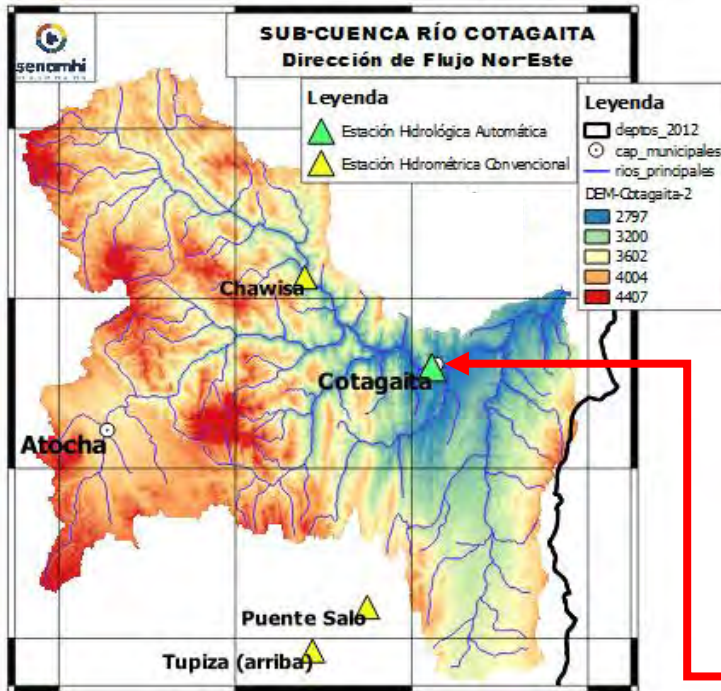 senamhi
SUB-CUENCA RÍO COTAGAITA
Dirección de Flujo Nor-Este
Leyenda
Estación Hidrológica Automática
Estación Hidrométrica Convencional
Leyenda
deptos_2012
cap_municipales
rios_principales
DEM-Cotagaita-2
2797
3200
3602
4004
4407
Chawisa
Cotagaita
Atocha
Puente Salo
Tupiza (arriba)